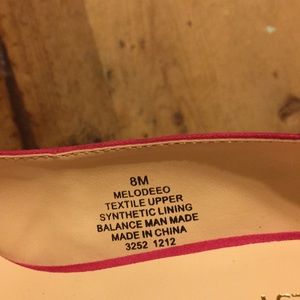 8M
MELODEEO
TEXTILE UPPER
SYNTHETIC LINING
BALANCE MAN MADE
MADE IN CHINA
3252 1212